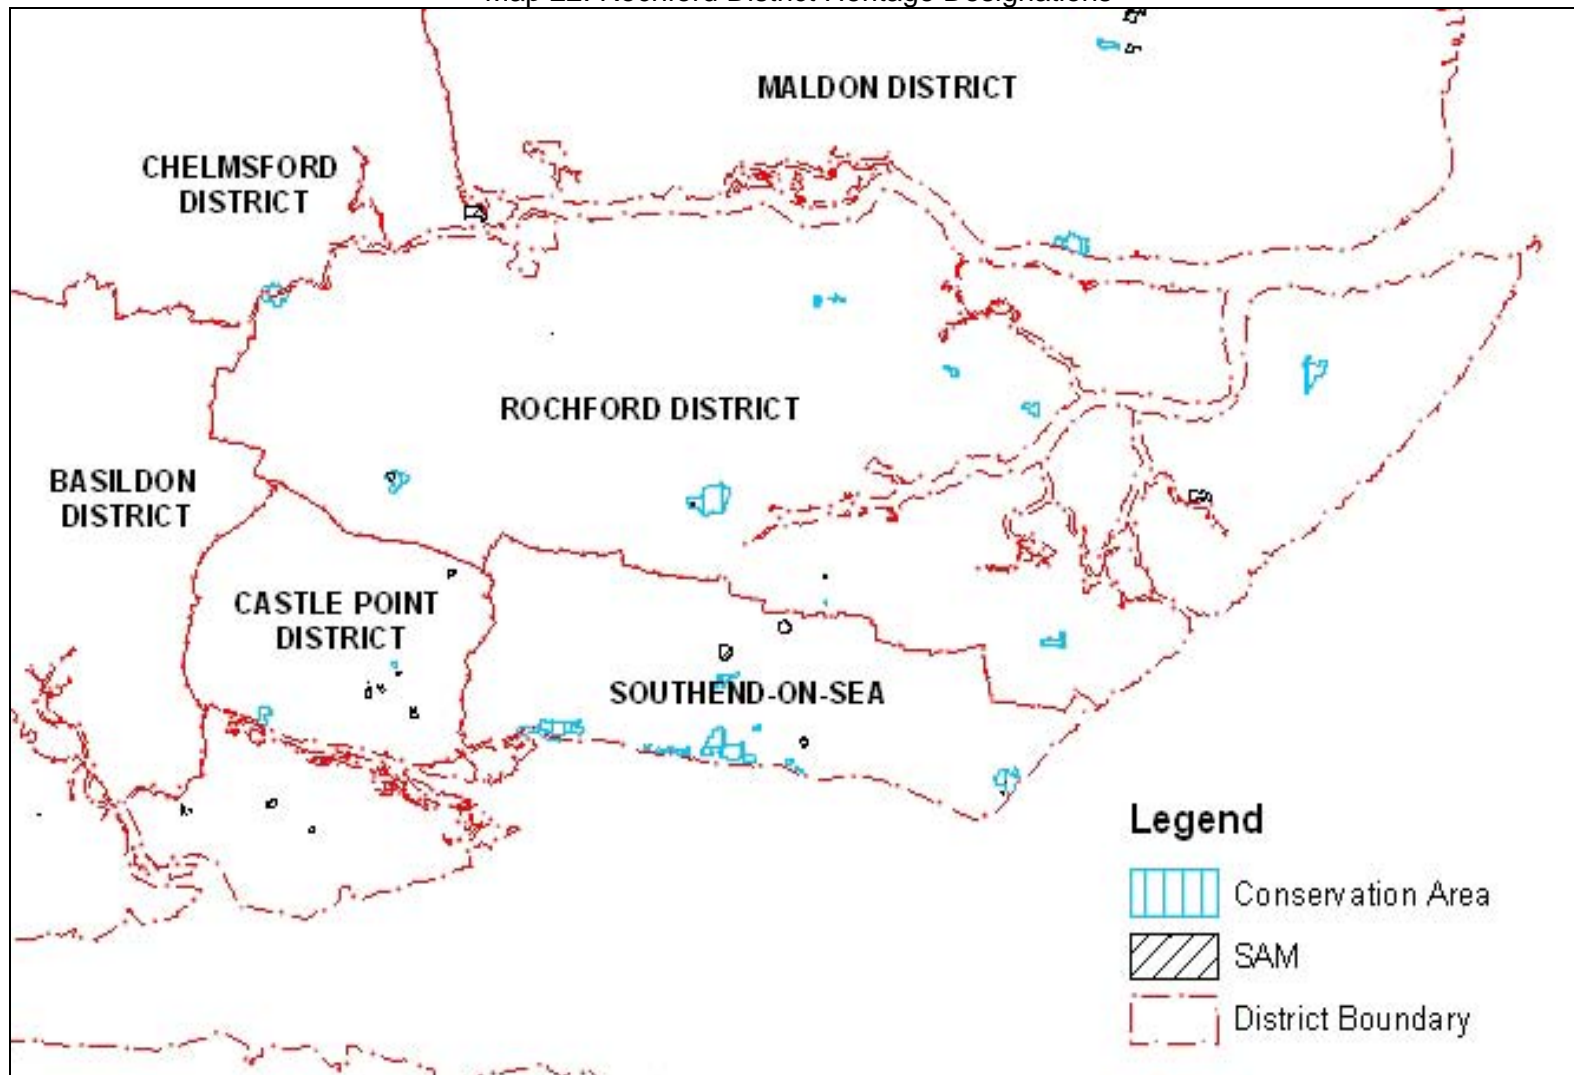 MALDON DISTRICT
CHELMSFORD
DISTRICT
ROCHFORD DISTRICT
BASILDON
DISTRICT
CASTLE POINT
DISTRICT
SOUTHEND-ON-SEA
Legend
Conservation Area
SAM
District Boundary